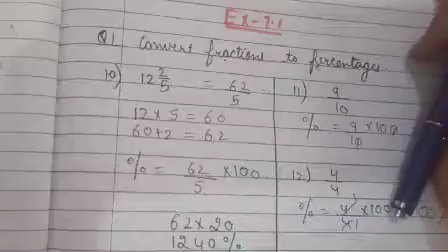 Ex-7.1
Q1 Convert fractions to percentages
10) 12 2/5 = 62/5
12 × 5 = 60
60 + 2 = 62
% = 62/5 × 100
62 × 20
1240 %
11) 9/10
% = 9/10 × 100
12) 4/4
% = 4/4 × 100